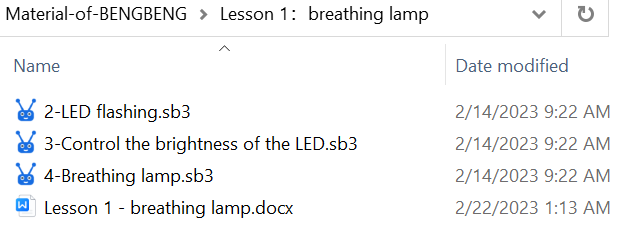 Material-of-BENGBENG > Lesson 1：breathing lamp
Name Date modified
2-LED flashing.sb3 2/14/2023 9:22 AM
3-Control the brightness of the LED.sb3 2/14/2023 9:22 AM
4-Breathing lamp.sb3 2/14/2023 9:22 AM
Lesson 1 - breathing lamp.docx 2/22/2023 1:13 AM